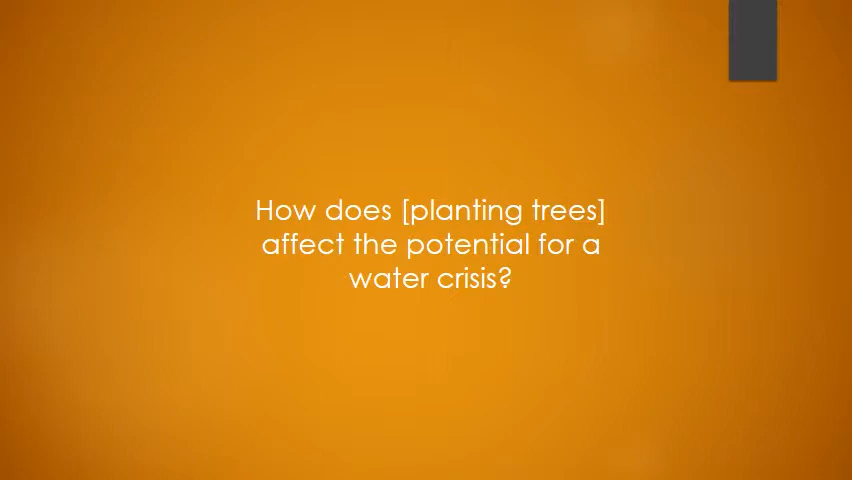 How does [planting trees]
affect the potential for a
water crisis?